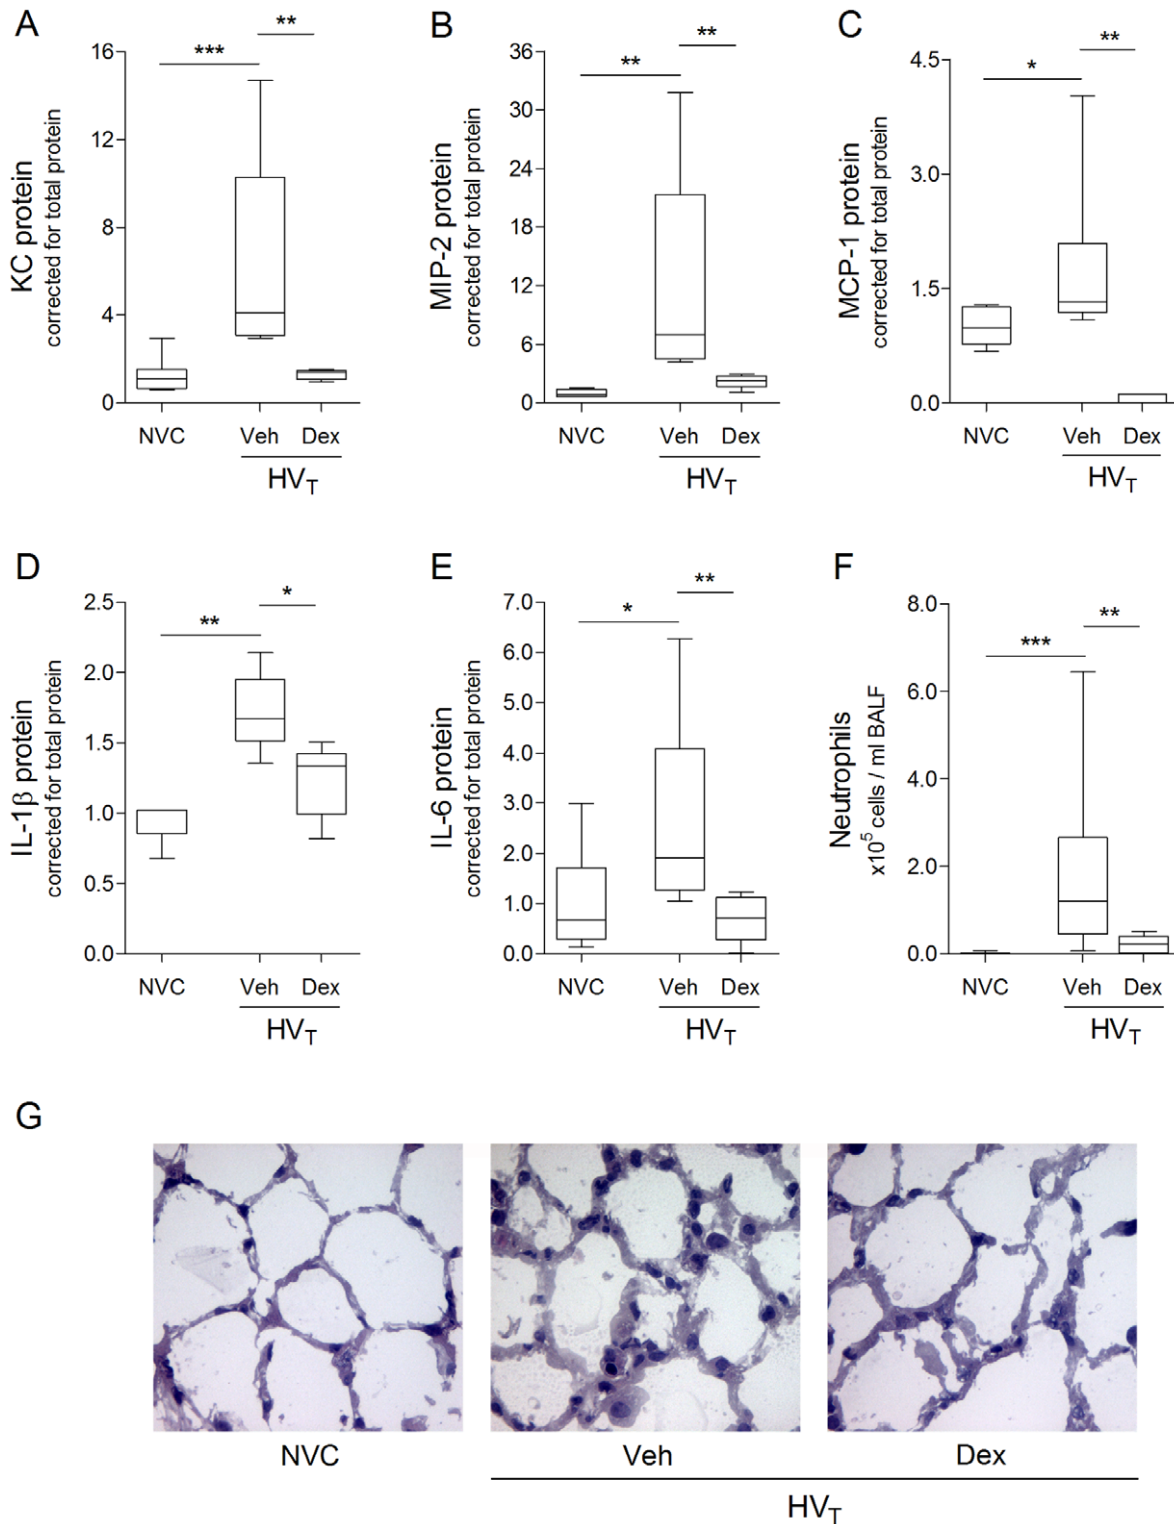 A
KC protein
corrected for total protein
16
12
8
4
0
***
**
NVC
Veh
Dex
HVT
B
MIP-2 protein
corrected for total protein
36
30
24
18
12
6
0
**
**
NVC
Veh
Dex
HVT
C
MCP-1 protein
corrected for total protein
4.5
3.0
1.5
0.0
*
**
NVC
Veh
Dex
HVT
D
IL-1β protein
corrected for total protein
2.5
2.0
1.5
1.0
0.5
0.0
**
*
NVC
Veh
Dex
HVT
E
IL-6 protein
corrected for total protein
7.0
6.0
5.0
4.0
3.0
2.0
1.0
0.0
*
**
NVC
Veh
Dex
HVT
F
Neutrophils
x10⁵ cells / ml BALF
8.0
6.0
4.0
2.0
0.0
***
**
NVC
Veh
Dex
HVT
G
NVC
Veh
Dex
HVT